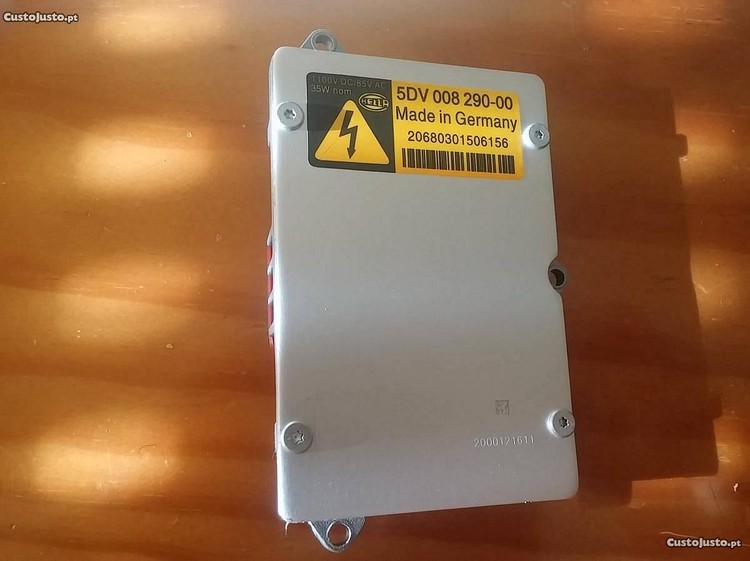 CustoJusto.pt
1100V DC/85V AC
35W nom
HELLA
5DV 008 290-00
Made in Germany
20680301506156
2000121611
CustoJusto.pt